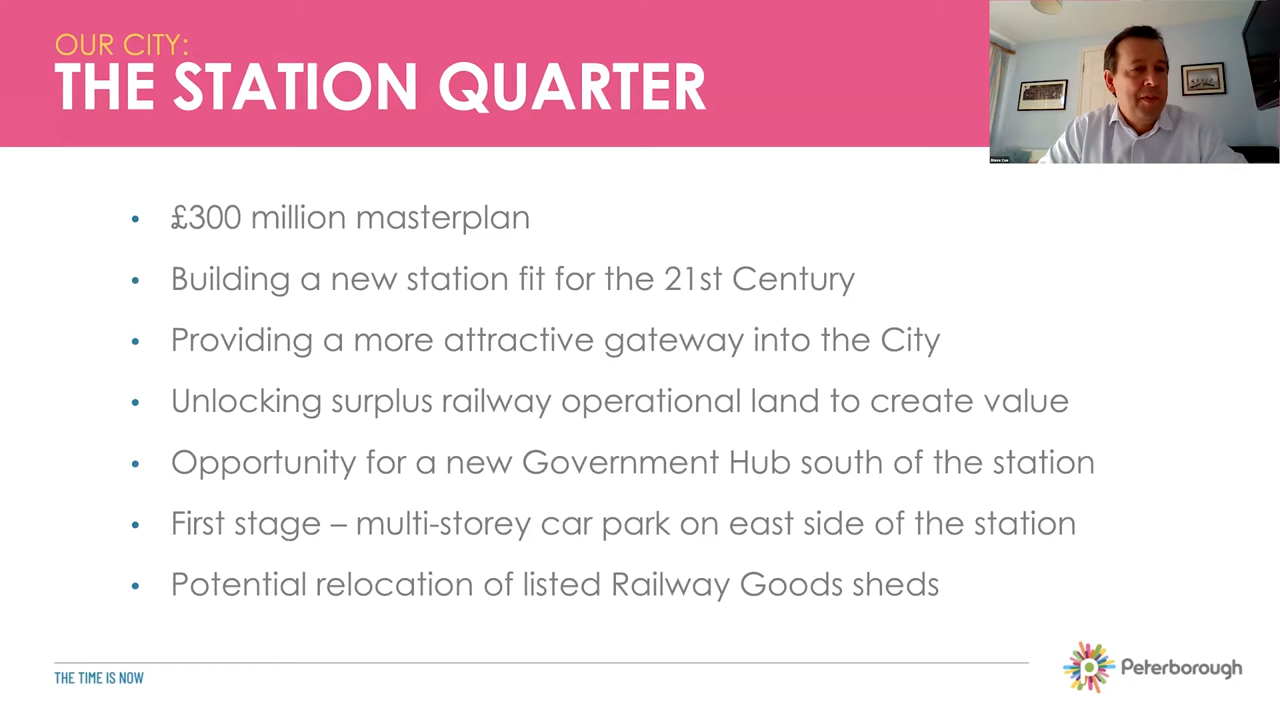 OUR CITY:
THE STATION QUARTER
Steve Cox
• £300 million masterplan
• Building a new station fit for the 21st Century
• Providing a more attractive gateway into the City
• Unlocking surplus railway operational land to create value
• Opportunity for a new Government Hub south of the station
• First stage – multi-storey car park on east side of the station
• Potential relocation of listed Railway Goods sheds
THE TIME IS NOW
Peterborough